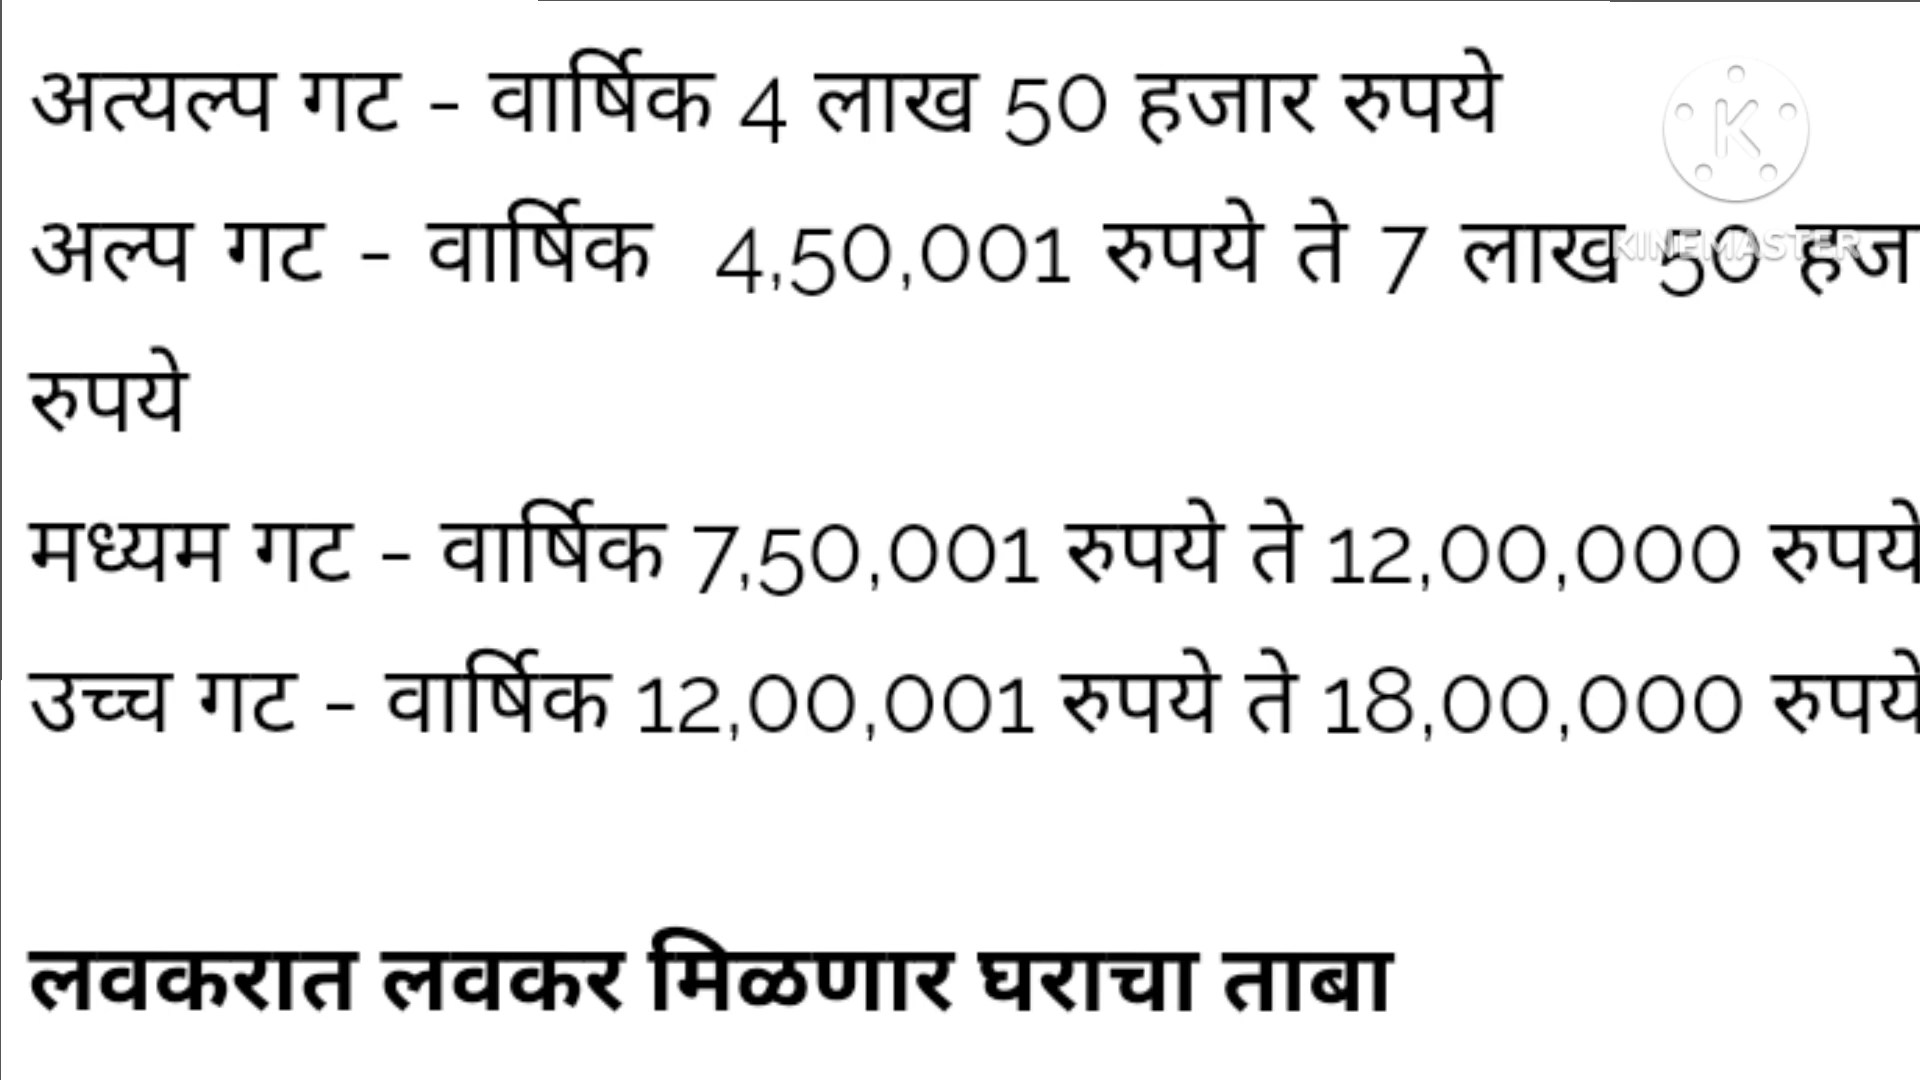 अत्यल्प गट - वार्षिक 4 लाख 50 हजार रुपये
अल्प गट - वार्षिक 4,50,001 रुपये ते 7 लाख 50 हज
रुपये
मध्यम गट - वार्षिक 7,50,001 रुपये ते 12,00,000 रुपये
उच्च गट - वार्षिक 12,00,001 रुपये ते 18,00,000 रुपये
लवकरात लवकर मिळणार घराचा ताबा
K
KINEMASTER